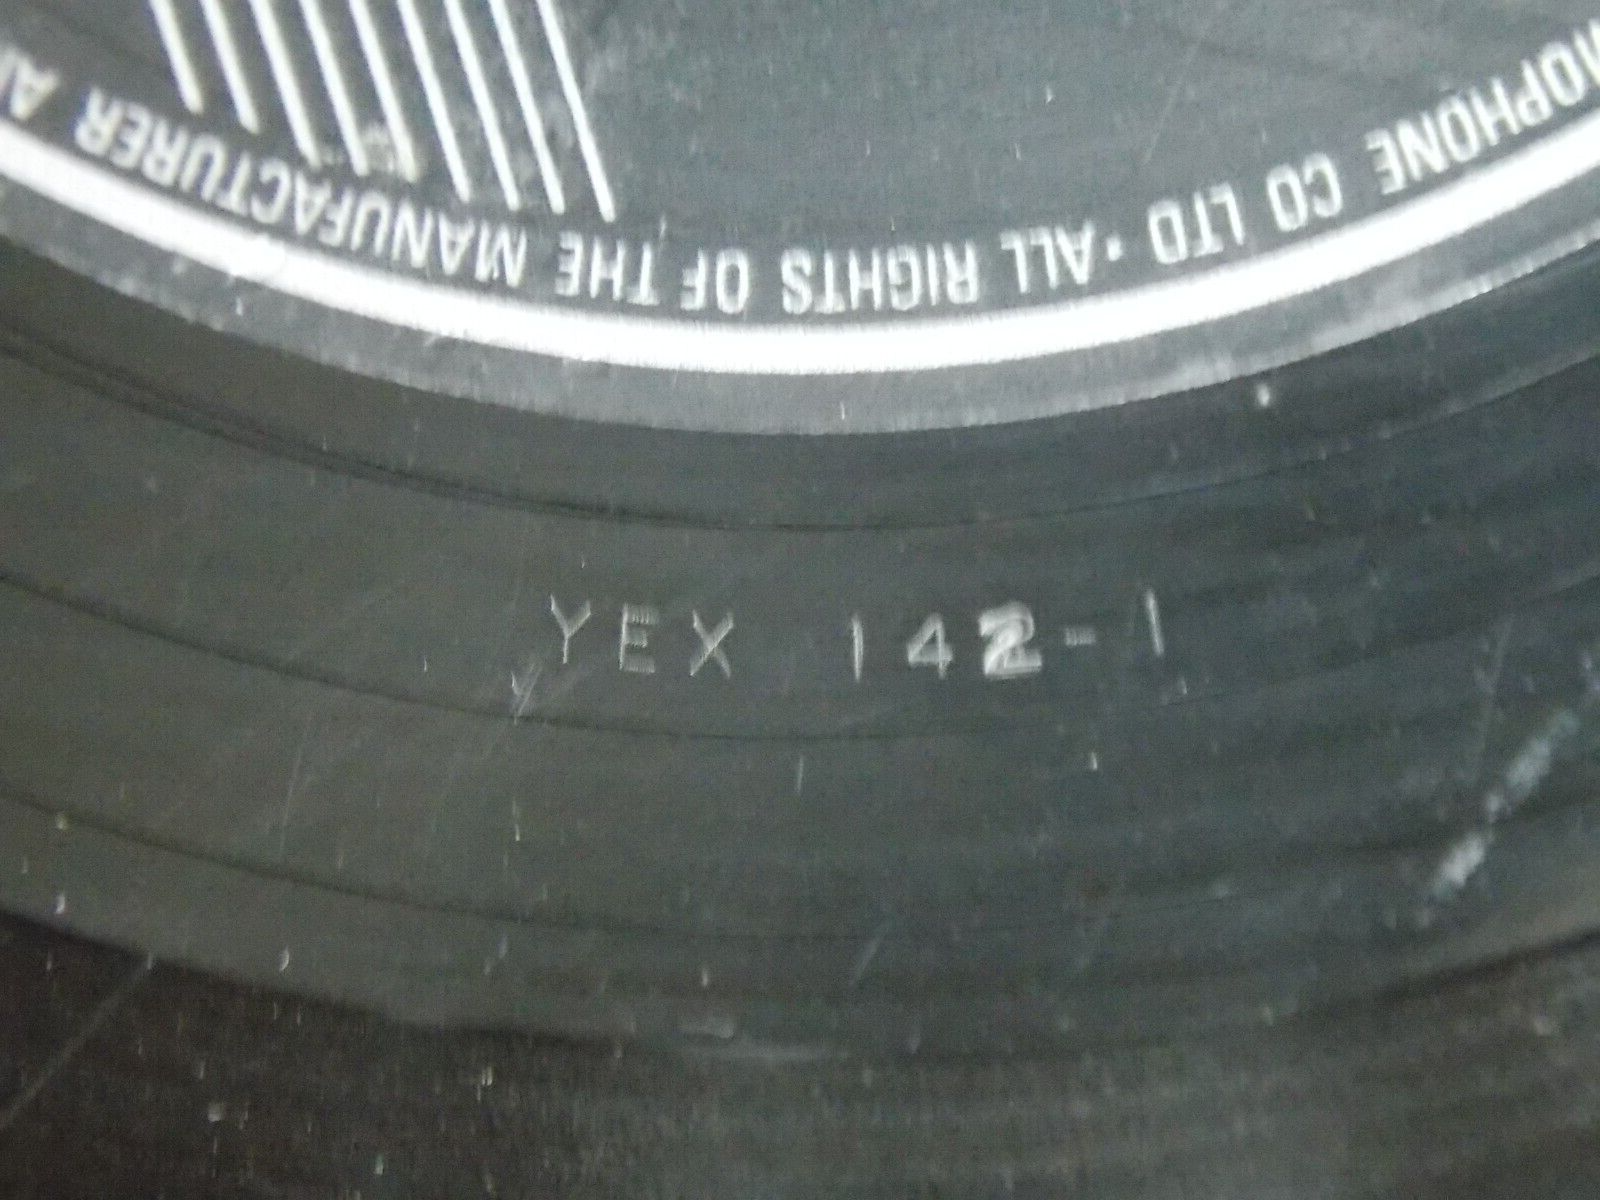 MOPHONE CO LTD · ALL RIGHTS OF THE MANUFACTURER A
YEX 142-1